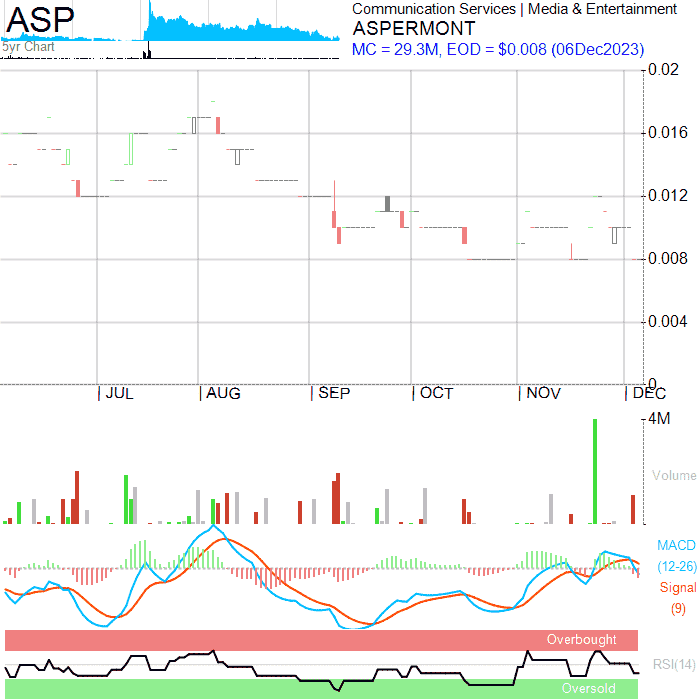 ASP
5yr Chart
Communication Services | Media & Entertainment
ASPERMONT
MC = 29.3M, EOD = $0.008 (06Dec2023)
0.02
0.016
0.012
0.008
0.004
0
JUL AUG SEP OCT NOV DEC
4M
Volume
MACD
(12-26)
Signal
(9)
Overbought
RSI(14)
Oversold